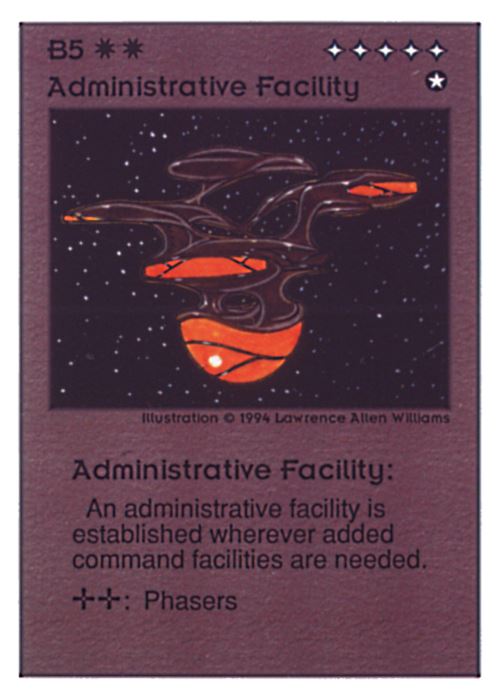 B5 ✷✷ ✦✦✦✦✦
Administrative Facility ★
Illustration © 1994 Lawrence Allen Williams
Administrative Facility:
An administrative facility is
established wherever added
command facilities are needed.
✢✢: Phasers